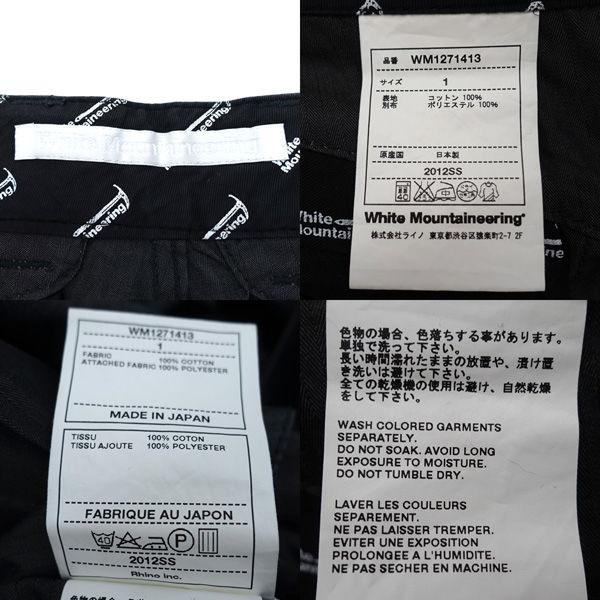 White Mountaineering
White
Mountaineering
品番 WM1271413
サイズ 1
表地 コットン 100%
別布 ポリエステル 100%
原産国 日本製
2012SS
White Mountaineering®
株式会社ライノ 東京都渋谷区猿楽町2-7 2F
White
Mountain
WM1271413
1
FABRIC 100% COTTON
ATTACHED FABRIC 100% POLYESTER
MADE IN JAPAN
TISSU 100% COTON
TISSU AJOUTE 100% POLYESTER
FABRIQUE AU JAPON
2012SS
Rhino Inc.
色物の場合、色落ちする事があります。
単独で洗って下さい。
長い時間濡れたままの放置や、漬け置
き洗いは避けて下さい。
全ての乾燥機の使用は避け、自然乾燥
をして下さい。
WASH COLORED GARMENTS
SEPARATELY.
DO NOT SOAK. AVOID LONG
EXPOSURE TO MOISTURE.
DO NOT TUMBLE DRY.
LAVER LES COULEURS
SEPAREMENT.
NE PAS LAISSER TREMPER.
EVITER UNE EXPOSITION
PROLONGEE A L'HUMIDITE.
NE PAS SECHER EN MACHINE.